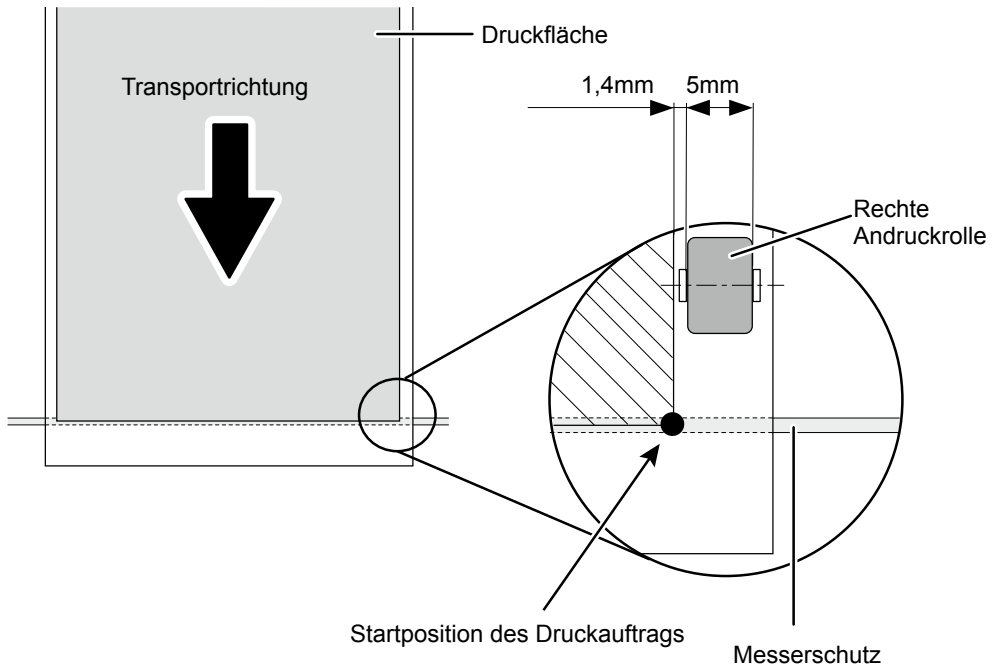 Druckfläche
Transportrichtung
1,4mm
5mm
Rechte
Andruckrolle
Startposition des Druckauftrags
Messerschutz